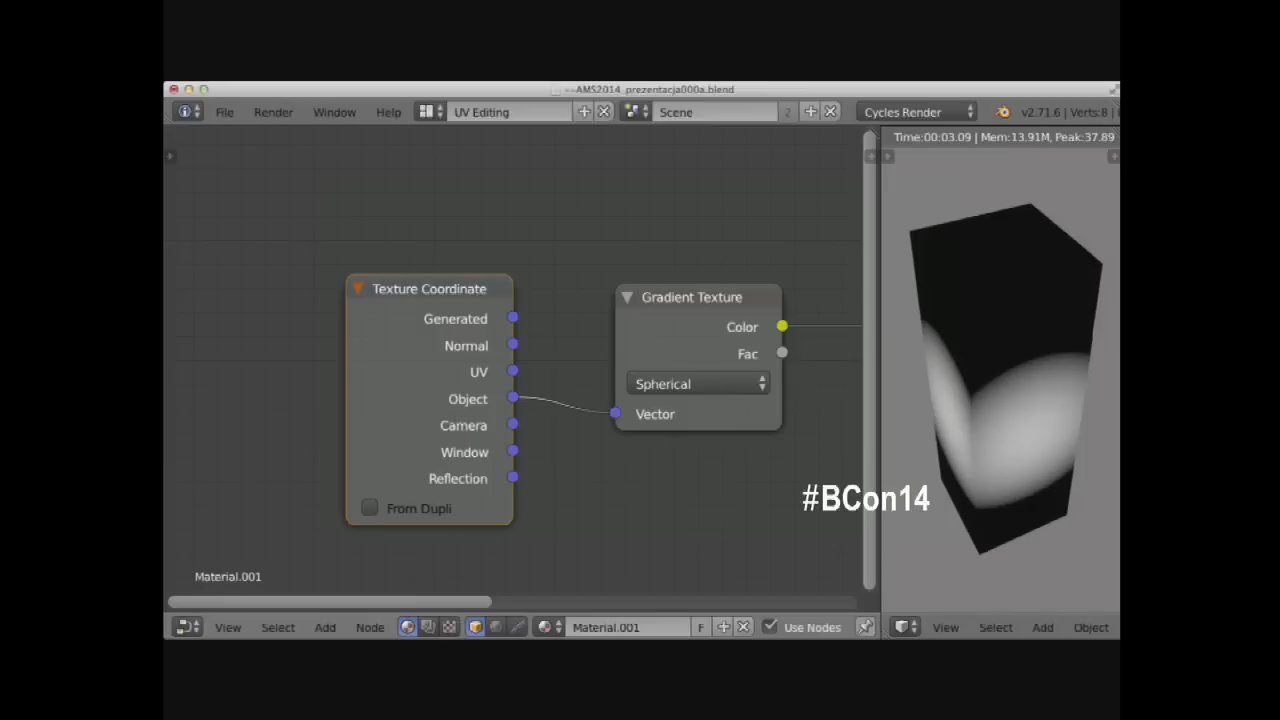 AMS2014_prezentacja000a.blend
File Render Window Help UV Editing Scene 2 Cycles Render v2.71.6 | Verts:8 |
Time:00:03.09 | Mem:13.91M, Peak:37.89
Texture Coordinate
Generated
Normal
UV
Object
Camera
Window
Reflection
From Dupli
Gradient Texture
Color
Fac
Spherical
Vector
#BCon14
Material.001
View Select Add Node Material.001 F Use Nodes View Select Add Object